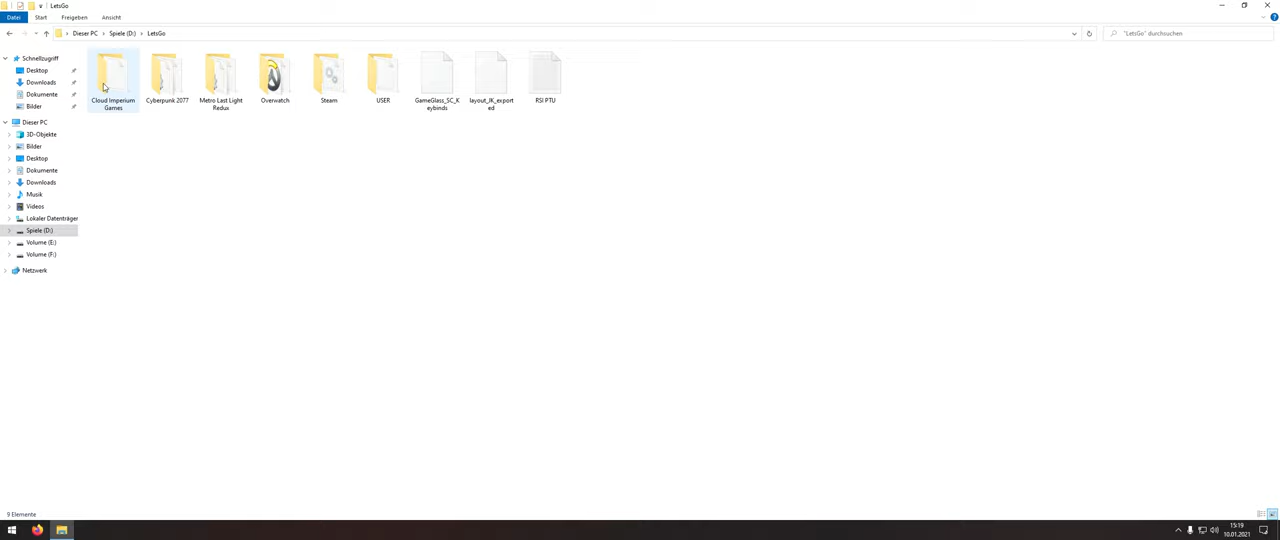 LetsGo
Datei
Start
Freigeben
Ansicht
Dieser PC
Spiele (D:)
LetsGo
"LetsGo" durchsuchen
Schnellzugriff
Desktop
Downloads
Dokumente
Bilder
Dieser PC
3D-Objekte
Bilder
Desktop
Dokumente
Downloads
Musik
Videos
Lokaler Datenträger
Spiele (D:)
Volume (E:)
Volume (F:)
Netzwerk
Cloud Imperium
Games
Cyberpunk 2077
Metro Last Light
Redux
Overwatch
Steam
USER
GameGlass_SC_K
eybinds
layout_JK_export
ed
RSI PTU
9 Elemente
15:19
10.01.2021